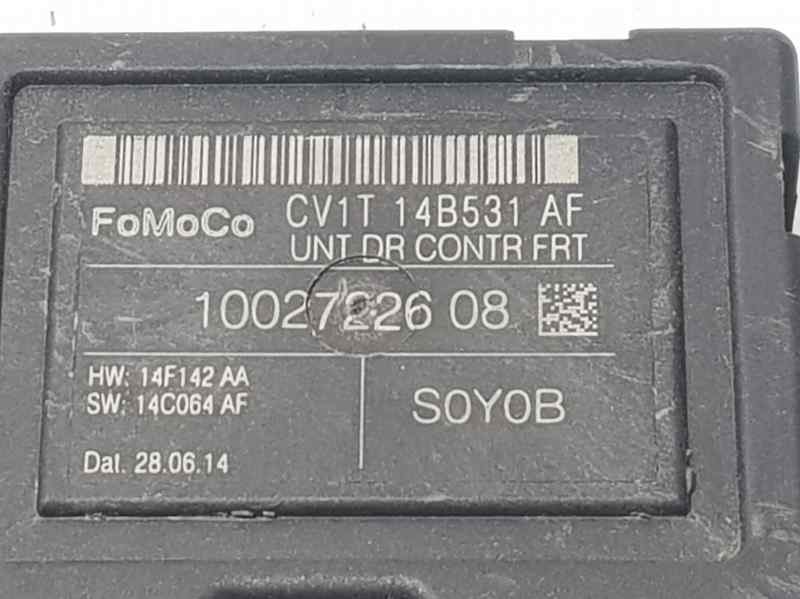 FoMoCo CV1T 14B531 AF
UNT DR CONTR FRT
10027226 08
HW: 14F142 AA
SW: 14C064 AF
S0Y0B
Dat. 28.06.14